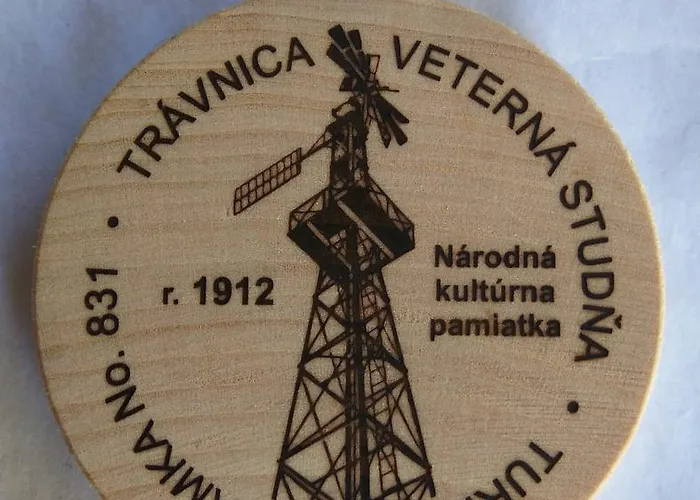 TRÁVNICA
VETERNÁ STUDŇA
r. 1912
Národná
kultúrna
pamiatka
No. 831